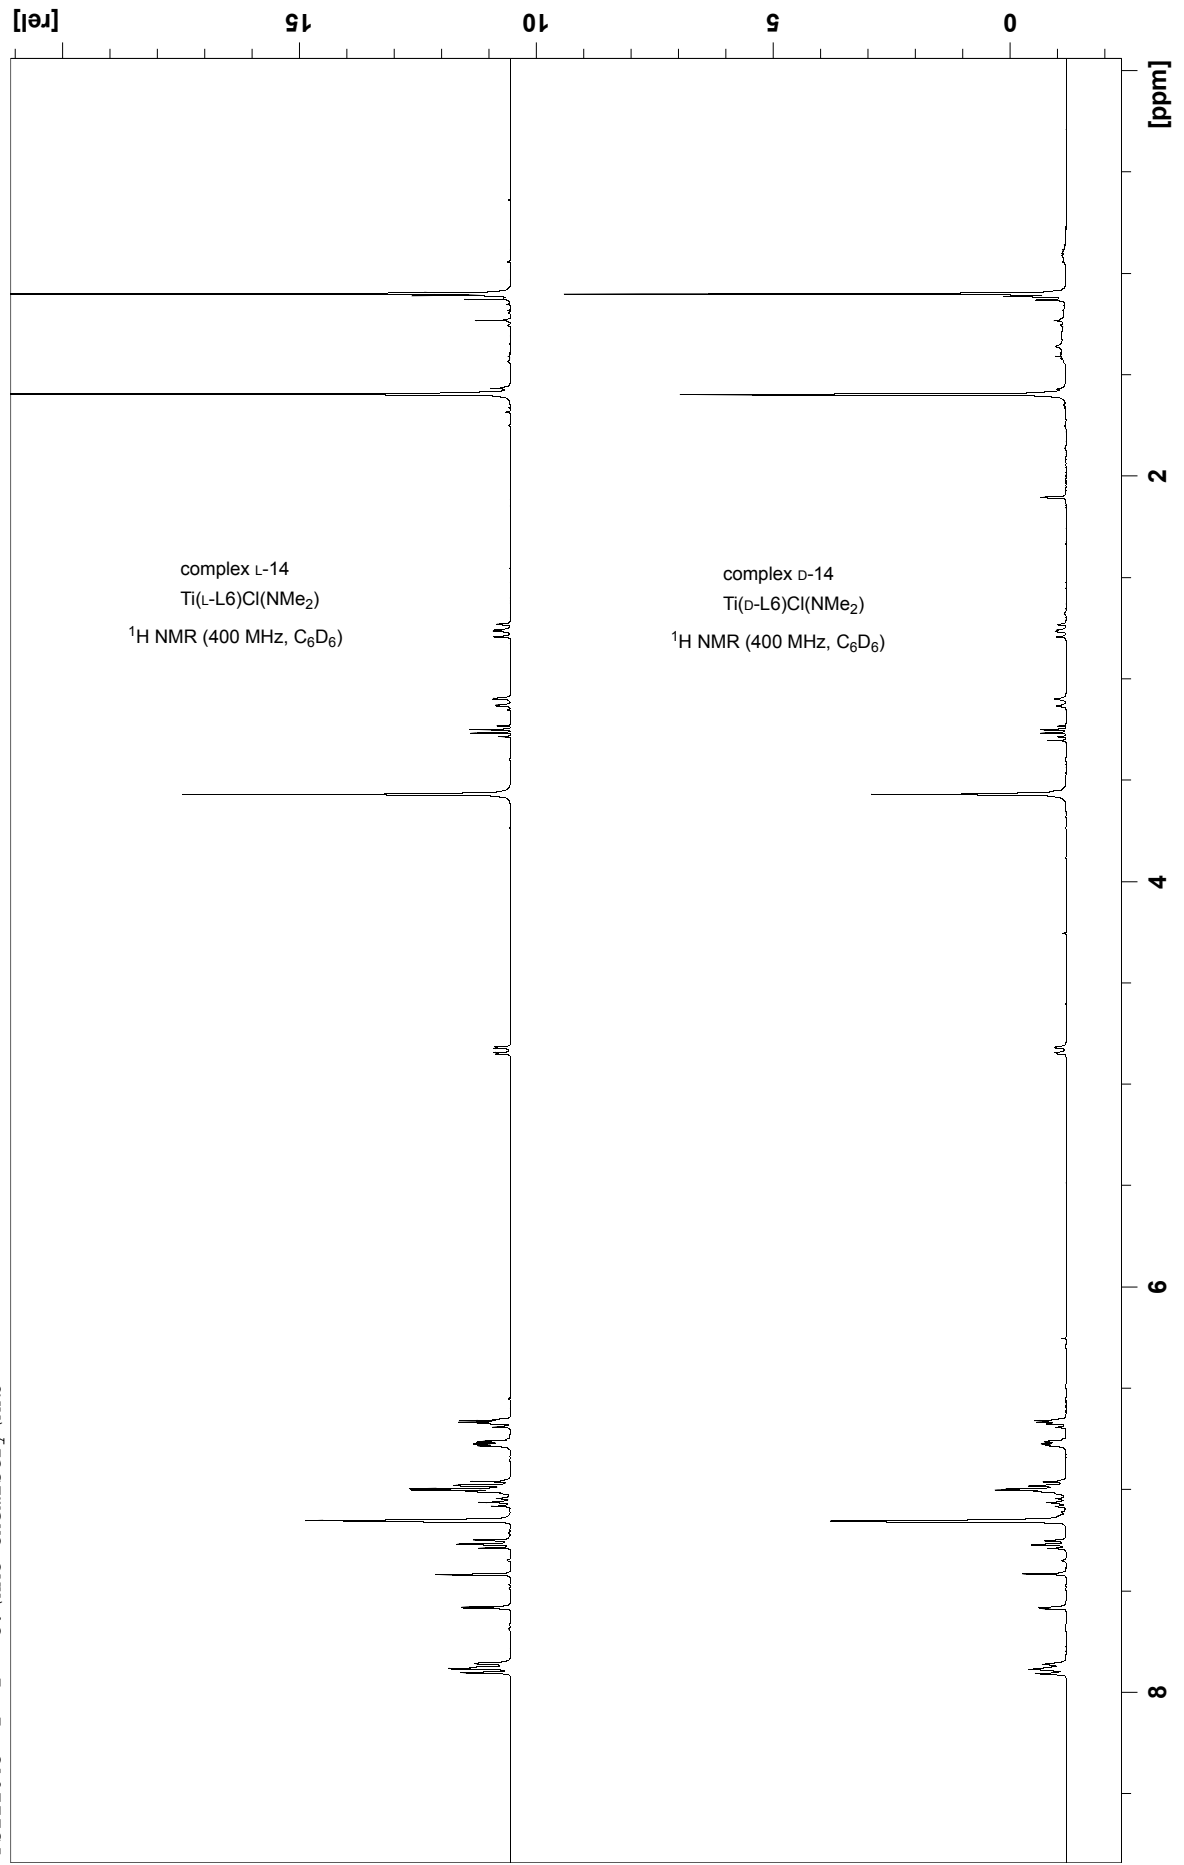 [rel]
15
10
5
0
[ppm]
2
4
6
8
complex L-14
Ti(L-L6)Cl(NMe₂)
¹H NMR (400 MHz, C₆D₆)
complex D-14
Ti(D-L6)Cl(NMe₂)
¹H NMR (400 MHz, C₆D₆)